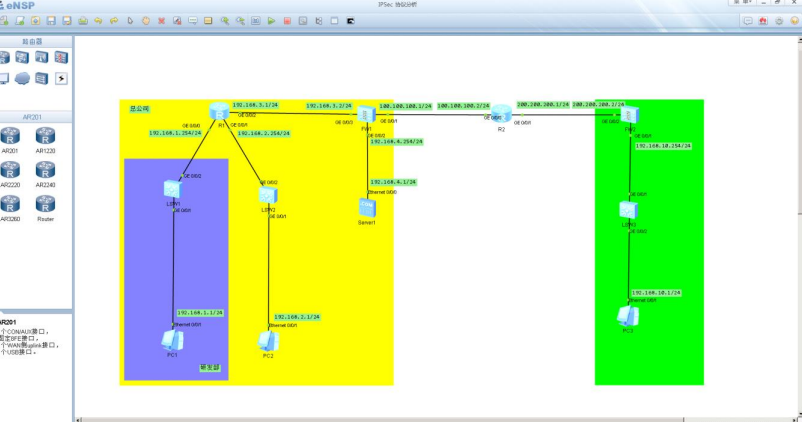 eNSP
IPSec 协议分析
路由器
AR201
AR201
AR1220
AR2220
AR2240
AR3260
Router
AR201
个CON/AUX接口，
固定8FE接口，
个WAN侧uplink接口，
个USB接口。
总公司
192.168.3.1/24
192.168.3.2/24
100.100.100.1/24
100.100.100.2/24
100.200.200.1/24
200.200.200.2/24
GE 0/0/2
GE 0/0/0
R1
GE 0/0/1
GE 0/0/0
FW1
GE 0/0/1
GE 0/0/0
R2
GE 0/0/1
GE 0/0/2
FW2
192.168.1.254/24
192.168.2.254/24
GE 0/0/2
192.168.4.254/24
GE 0/0/1
192.168.10.254/24
GE 0/0/2
LSW1
GE 0/0/1
GE 0/0/2
LSW2
GE 0/0/1
192.168.4.1/24
Ethernet 0/0/0
Server1
GE 0/0/1
GE 0/0/2
192.168.1.1/24
Ethernet 0/0/1
PC1
研发部
192.168.2.1/24
Ethernet 0/0/1
PC2
192.168.10.1/24
Ethernet 0/0/1
PC3